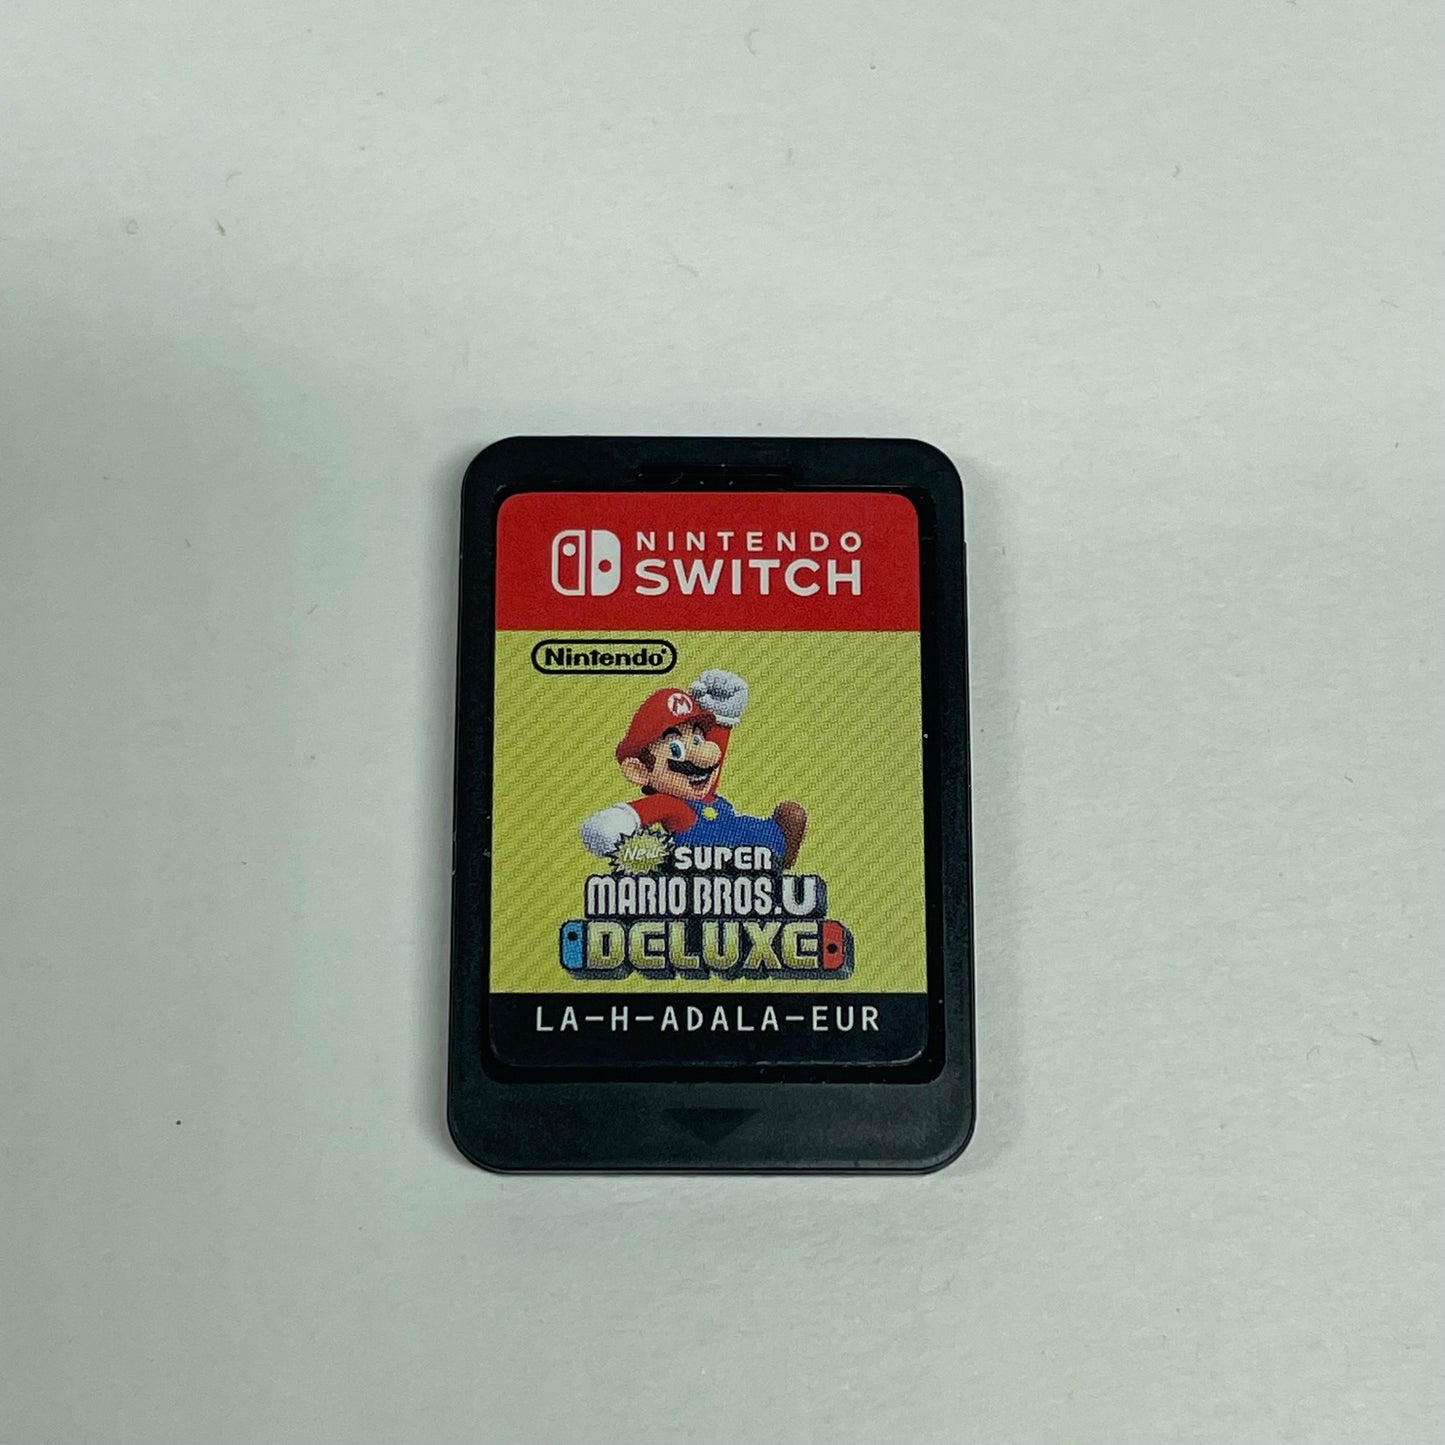 NINTENDO
SWITCH
Nintendo
M
New SUPER
MARIO BROS.U
DELUXE
LA-H-ADALA-EUR